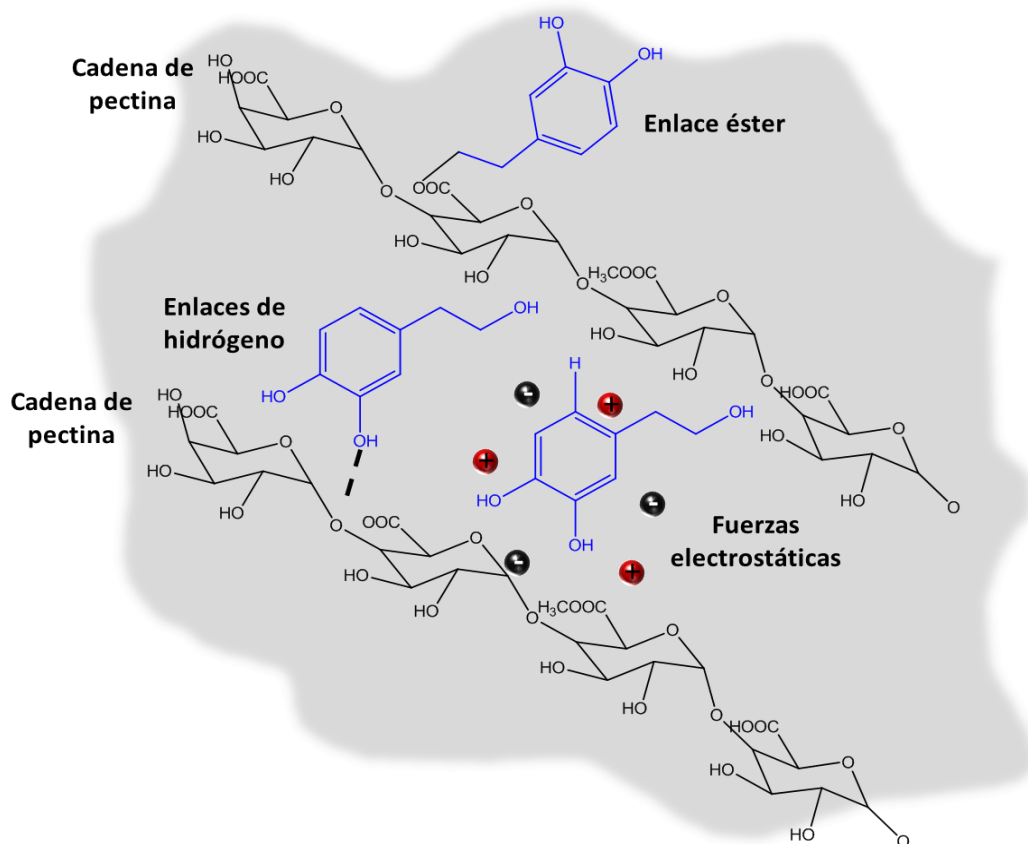 HO
OH
HO
HOOC
Cadena de
pectina
Enlace éster
O
HO
HO
O
OOC
O
HO
HO
O
H3COOC
O
HO
HO
O
HOOC
O
HO
HO
O
Enlaces de
hidrógeno
OH
HO
OH
H
OH
HO
OH
-
+
+
-
-
+
Fuerzas
electrostáticas
Cadena de
pectina
HO
HOOC
O
HO
HO
O
OOC
O
HO
HO
O
H3COOC
O
HO
HO
O
HOOC
O
HO
HO
O